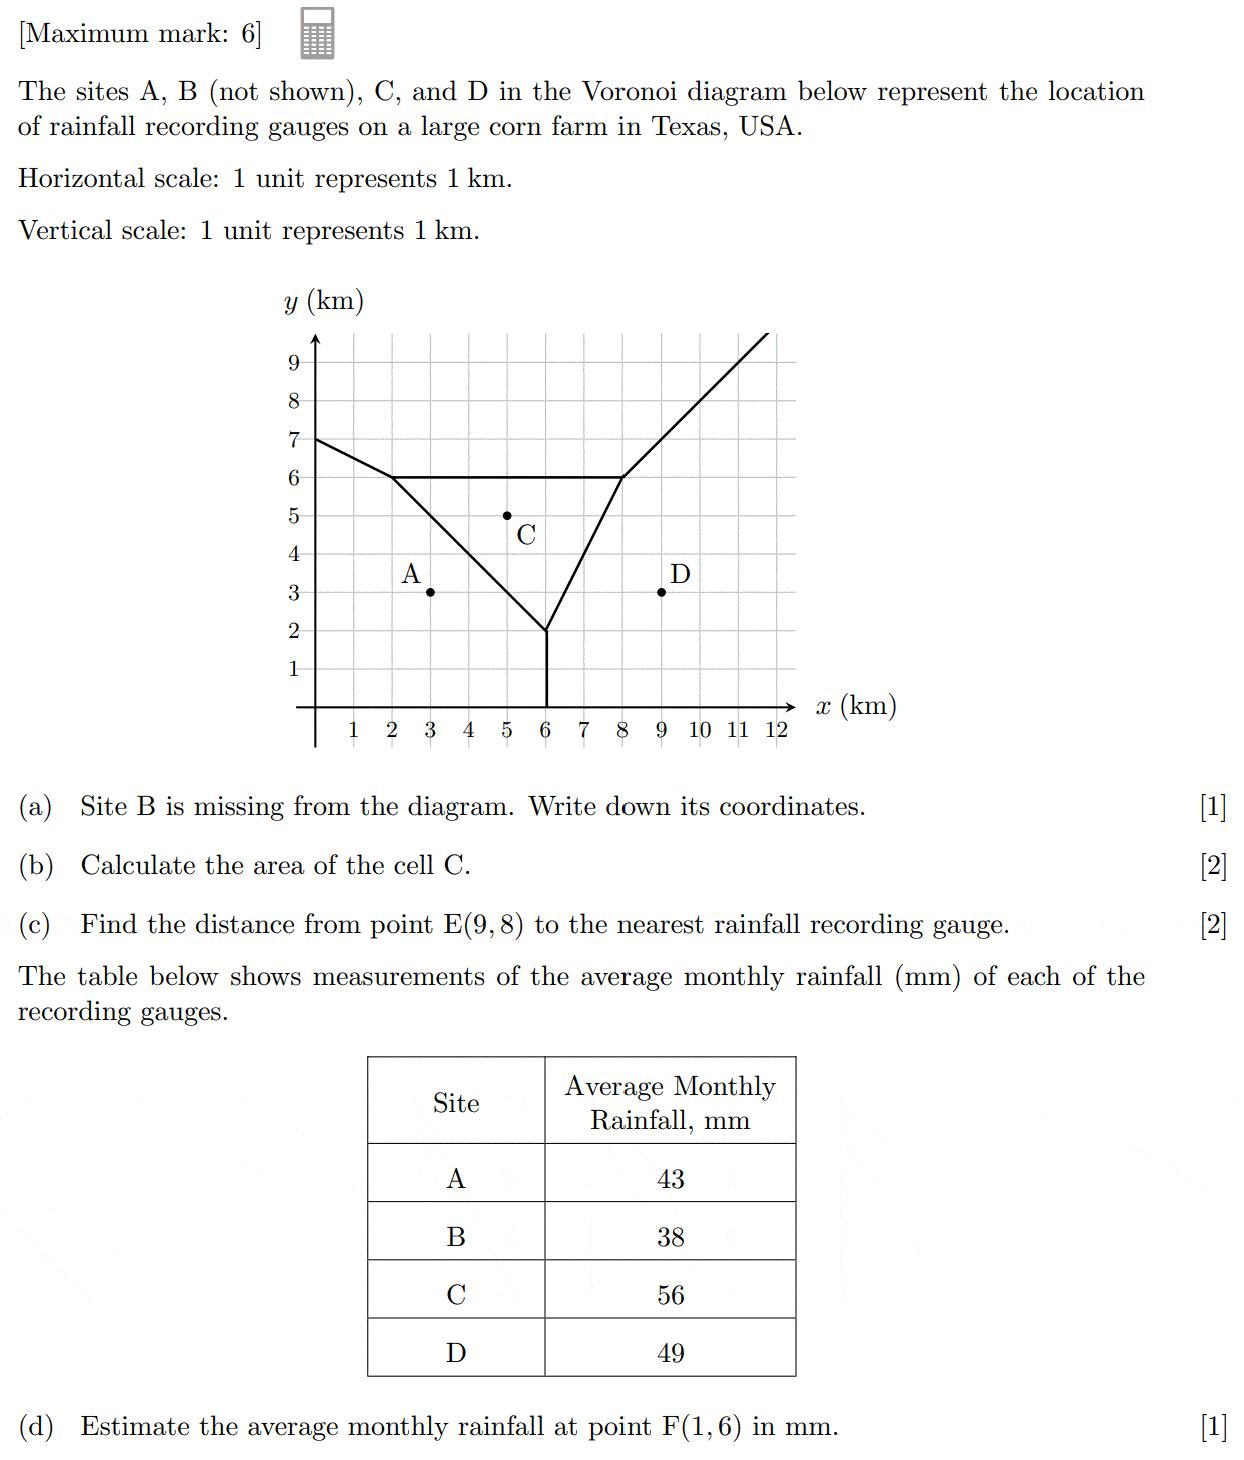 [Maximum mark: 6]
The sites A, B (not shown), C, and D in the Voronoi diagram below represent the location
of rainfall recording gauges on a large corn farm in Texas, USA.
Horizontal scale: 1 unit represents 1 km.
Vertical scale: 1 unit represents 1 km.
y (km)
9
8
7
6
5
C
4
A
D
3
2
1
x (km)
1 2 3 4 5 6 7 8 9 10 11 12
(a) Site B is missing from the diagram. Write down its coordinates. [1]
(b) Calculate the area of the cell C. [2]
(c) Find the distance from point E(9, 8) to the nearest rainfall recording gauge. [2]
The table below shows measurements of the average monthly rainfall (mm) of each of the
recording gauges.
Site
Average Monthly
Rainfall, mm
A 43
B 38
C 56
D 49
(d) Estimate the average monthly rainfall at point F(1, 6) in mm. [1]